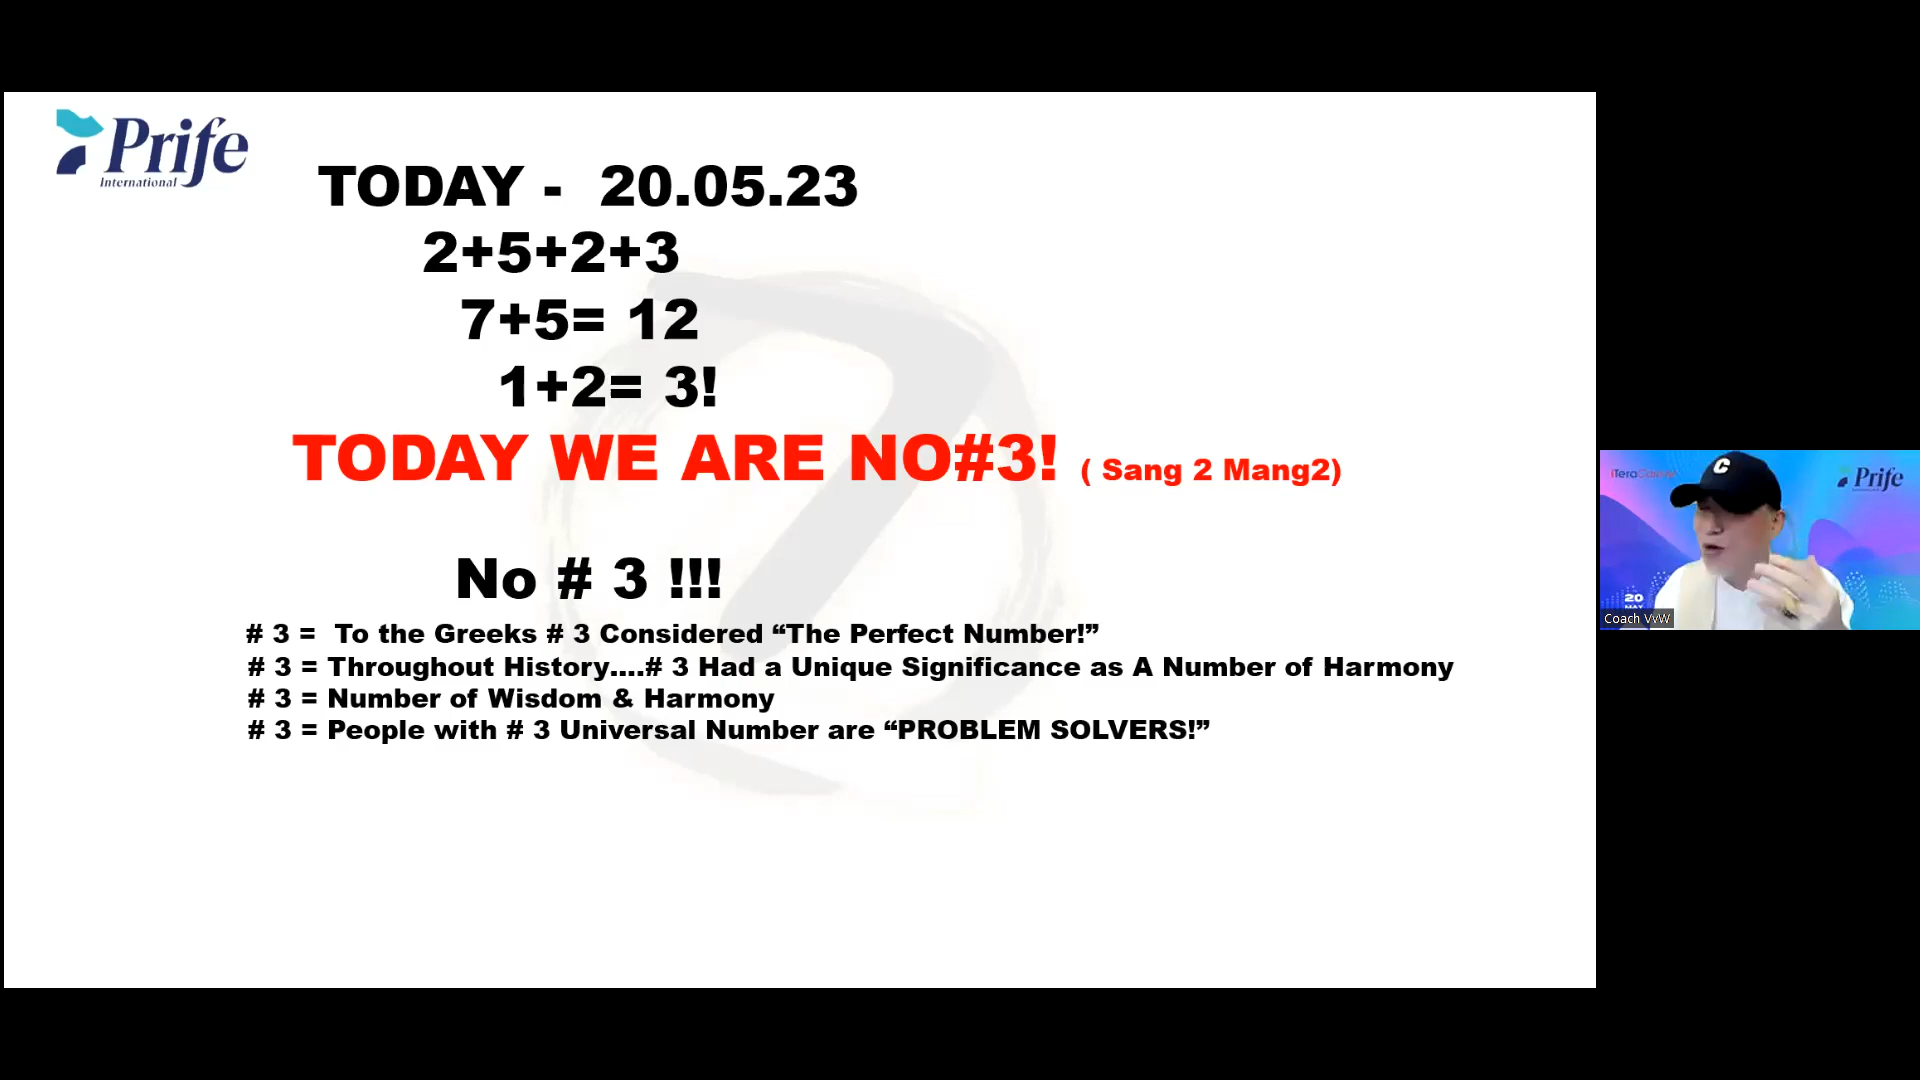 Prife
International
TODAY -  20.05.23
2+5+2+3
7+5= 12
1+2= 3!
TODAY WE ARE NO#3! ( Sang 2 Mang2)
No # 3 !!!
# 3 =  To the Greeks # 3 Considered “The Perfect Number!”
# 3 = Throughout History....# 3 Had a Unique Significance as A Number of Harmony
# 3 = Number of Wisdom & Harmony
# 3 = People with # 3 Universal Number are “PROBLEM SOLVERS!”
C
Prife
20
MAY
Coach VvW